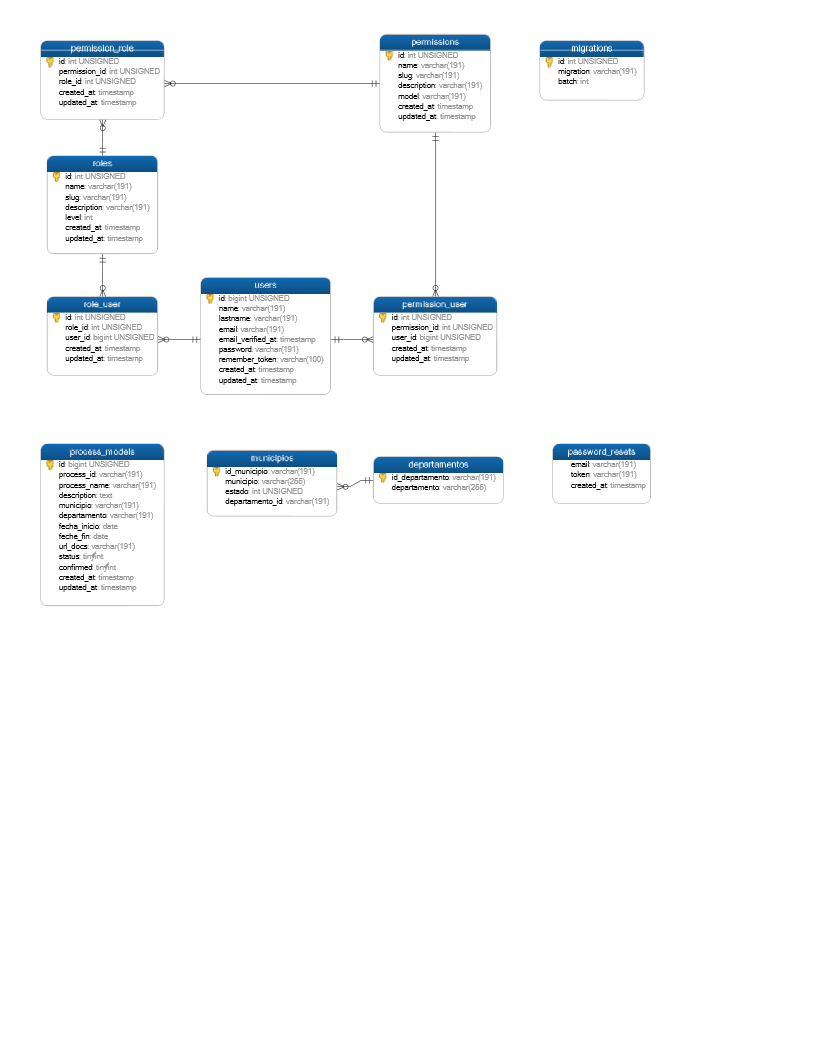 permission_role
id: int UNSIGNED
permission_id: int UNSIGNED
role_id: int UNSIGNED
created_at: timestamp
updated_at: timestamp
permissions
id: int UNSIGNED
name: varchar(191)
slug: varchar(191)
description: varchar(191)
model: varchar(191)
created_at: timestamp
updated_at: timestamp
migrations
id: int UNSIGNED
migration: varchar(191)
batch: int
roles
id: int UNSIGNED
name: varchar(191)
slug: varchar(191)
description: varchar(191)
level: int
created_at: timestamp
updated_at: timestamp
role_user
id: int UNSIGNED
role_id: int UNSIGNED
user_id: bigint UNSIGNED
created_at: timestamp
updated_at: timestamp
users
id: bigint UNSIGNED
name: varchar(191)
lastname: varchar(191)
email: varchar(191)
email_verified_at: timestamp
password: varchar(191)
remember_token: varchar(100)
created_at: timestamp
updated_at: timestamp
permission_user
id: int UNSIGNED
permission_id: int UNSIGNED
user_id: bigint UNSIGNED
created_at: timestamp
updated_at: timestamp
process_models
id: bigint UNSIGNED
process_id: varchar(191)
process_name: varchar(191)
description: text
municipio: varchar(191)
departamento: varchar(191)
fecha_inicio: date
feche_fin: date
url_docs: varchar(191)
status: tinyint
confirmed: tinyint
created_at: timestamp
updated_at: timestamp
municipios
id_municipio: varchar(191)
municipio: varchar(255)
estado: int UNSIGNED
departamento_id: varchar(191)
departamentos
id_departamento: varchar(191)
departamento: varchar(255)
password_resets
email: varchar(191)
token: varchar(191)
created_at: timestamp